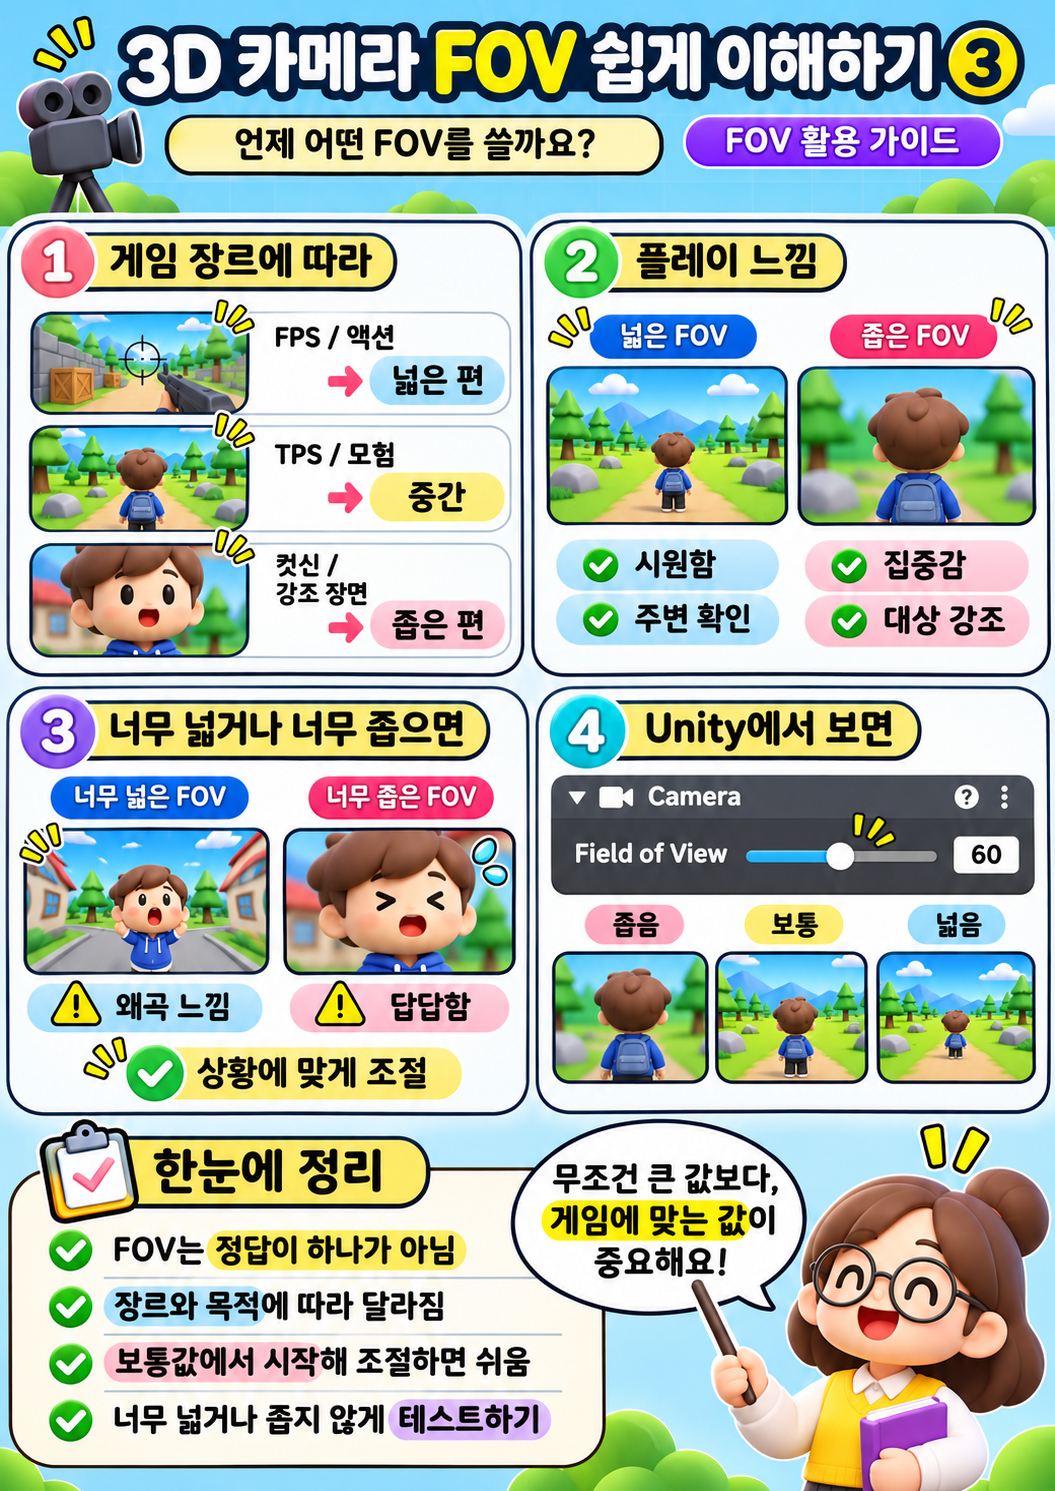 3D 카메라 FOV 쉽게 이해하기 3
언제 어떤 FOV를 쓸까요?
FOV 활용 가이드
1 게임 장르에 따라
FPS / 액션
넓은 편
TPS / 모험
중간
컷신 /
강조 장면
좁은 편
2 플레이 느낌
넓은 FOV
좁은 FOV
시원함
집중감
주변 확인
대상 강조
3 너무 넓거나 너무 좁으면
너무 넓은 FOV
너무 좁은 FOV
왜곡 느낌
답답함
상황에 맞게 조절
4 Unity에서 보면
Camera
?
Field of View
60
좁음
보통
넓음
한눈에 정리
FOV는 정답이 하나가 아님
장르와 목적에 따라 달라짐
보통값에서 시작해 조절하면 쉬움
너무 넓거나 좁지 않게 테스트하기
무조건 큰 값보다,
게임에 맞는 값이
중요해요!